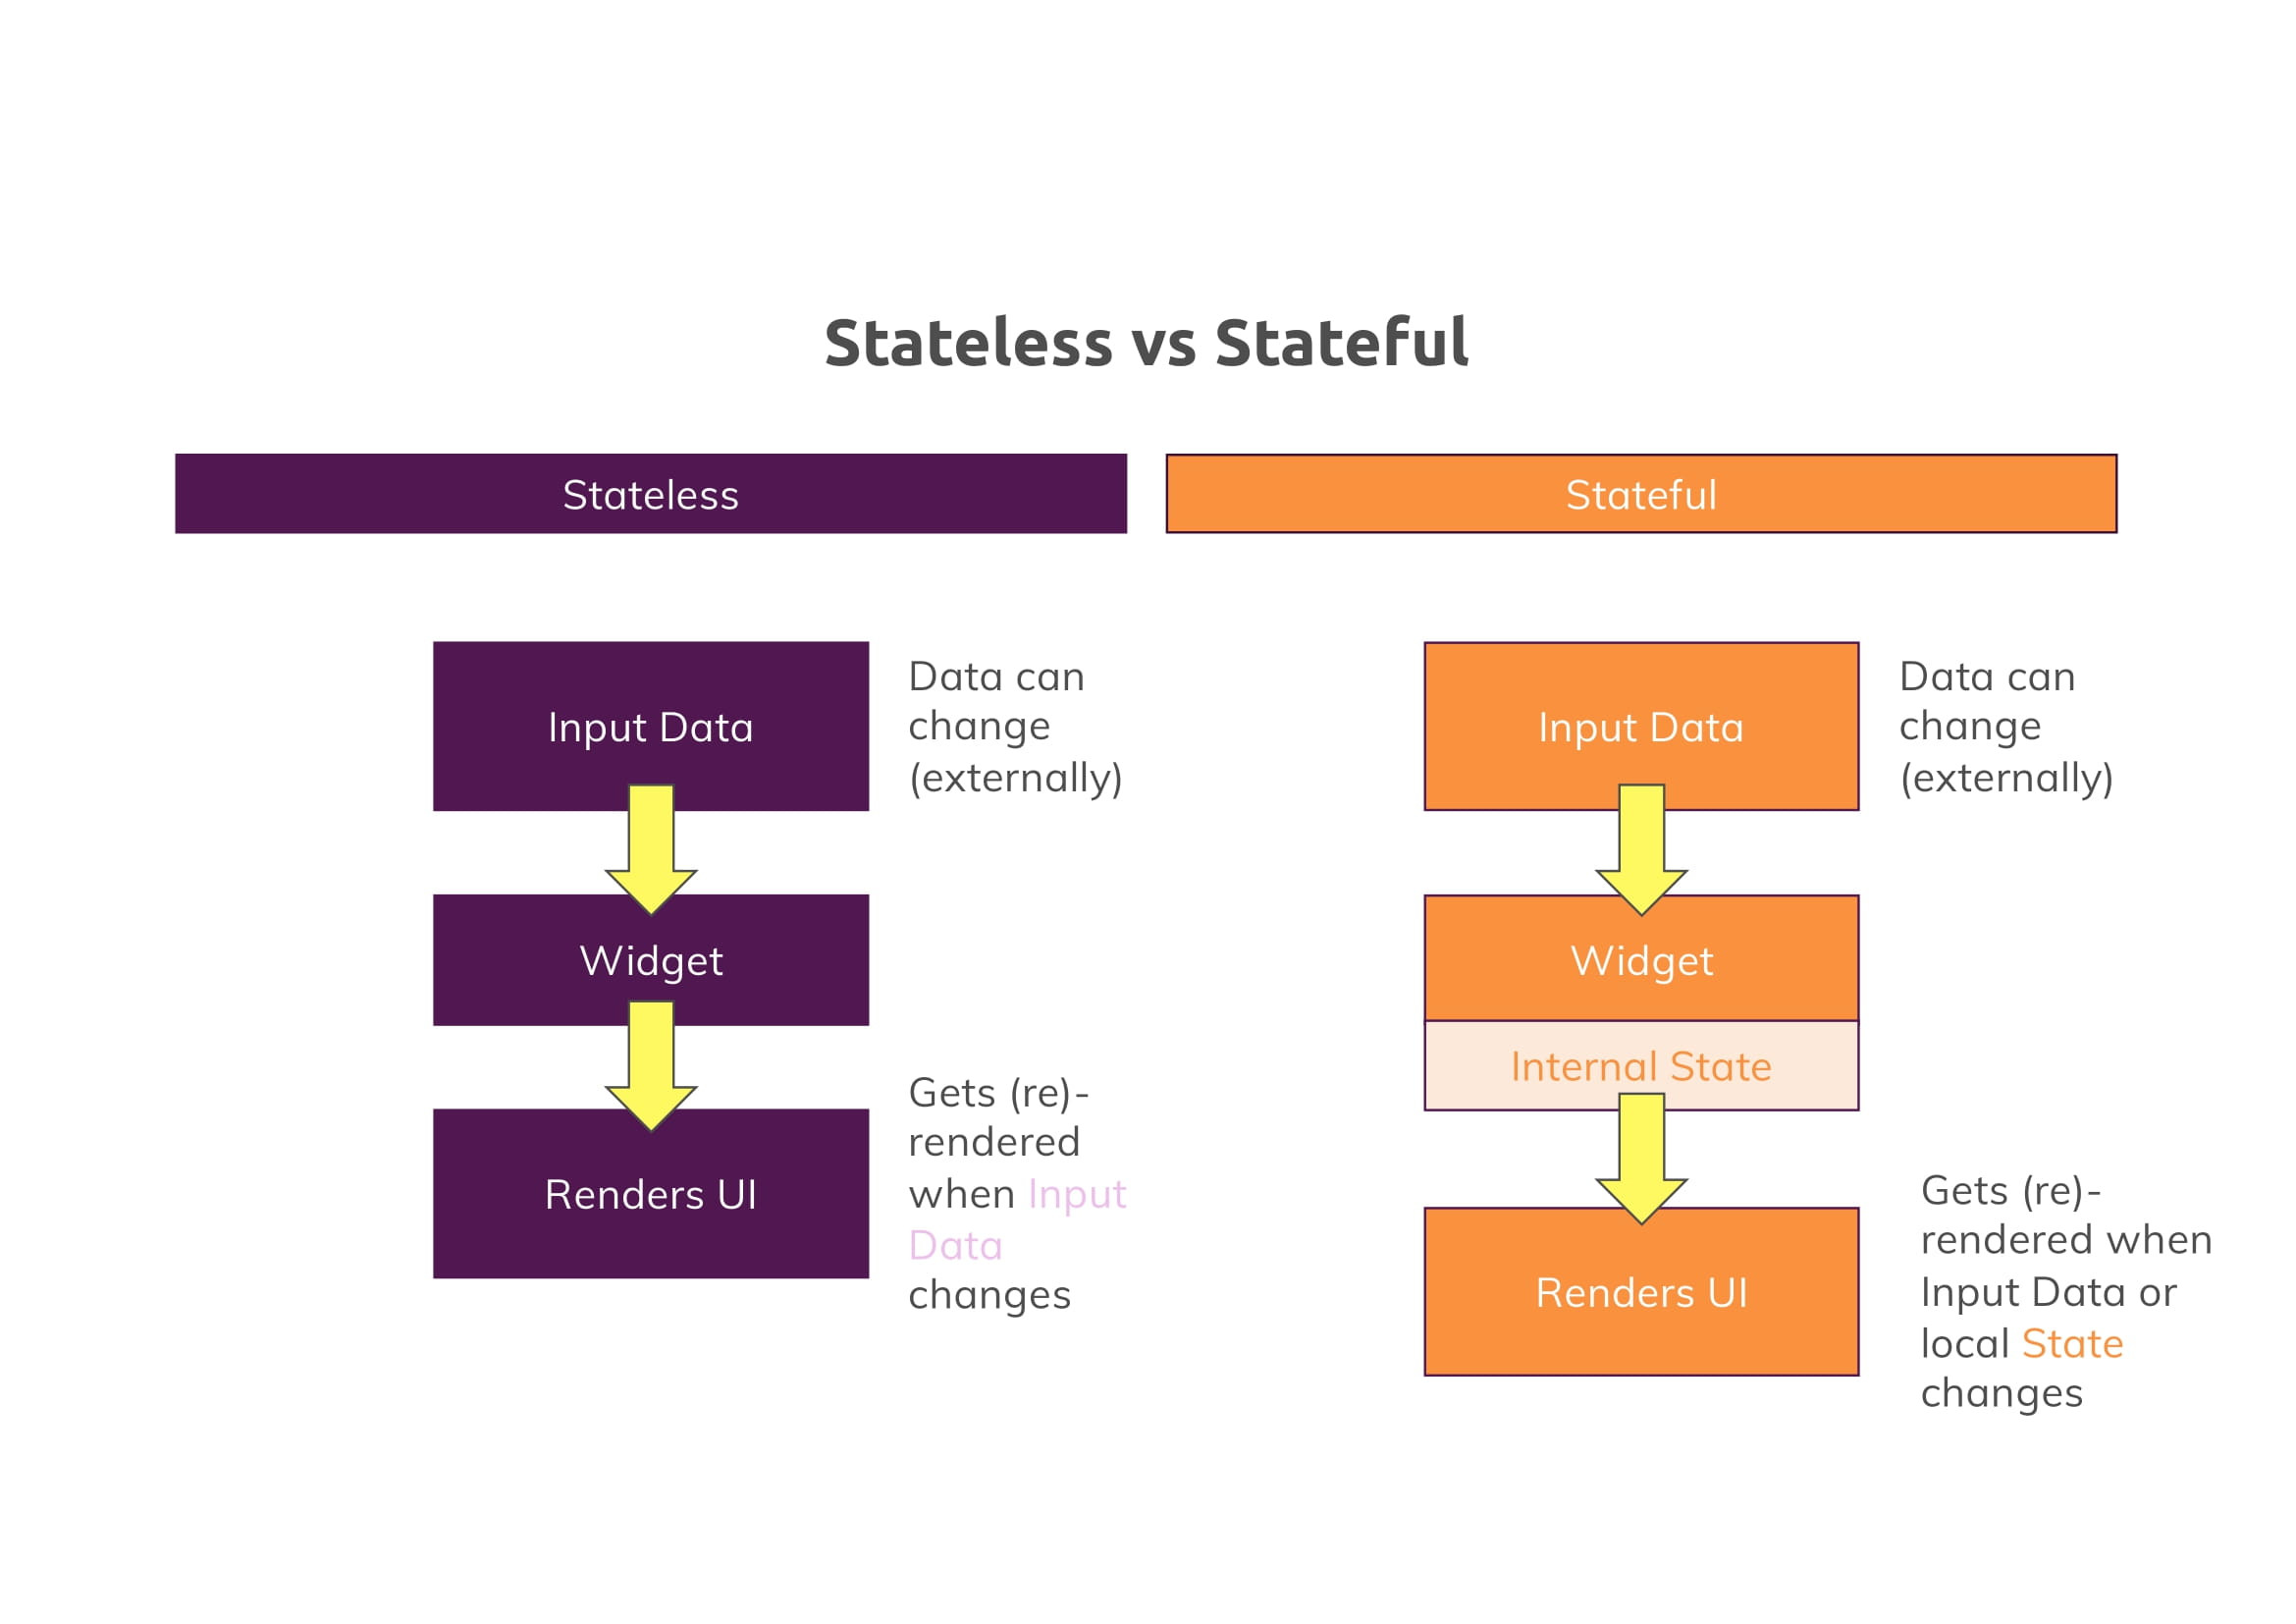 Stateless vs Stateful
Stateless
Stateful
Input Data
Data can
change
(externally)
Widget
Renders UI
Gets (re)-
rendered
when Input
Data
changes
Input Data
Data can
change
(externally)
Widget
Internal State
Renders UI
Gets (re)-
rendered when
Input Data or
local State
changes